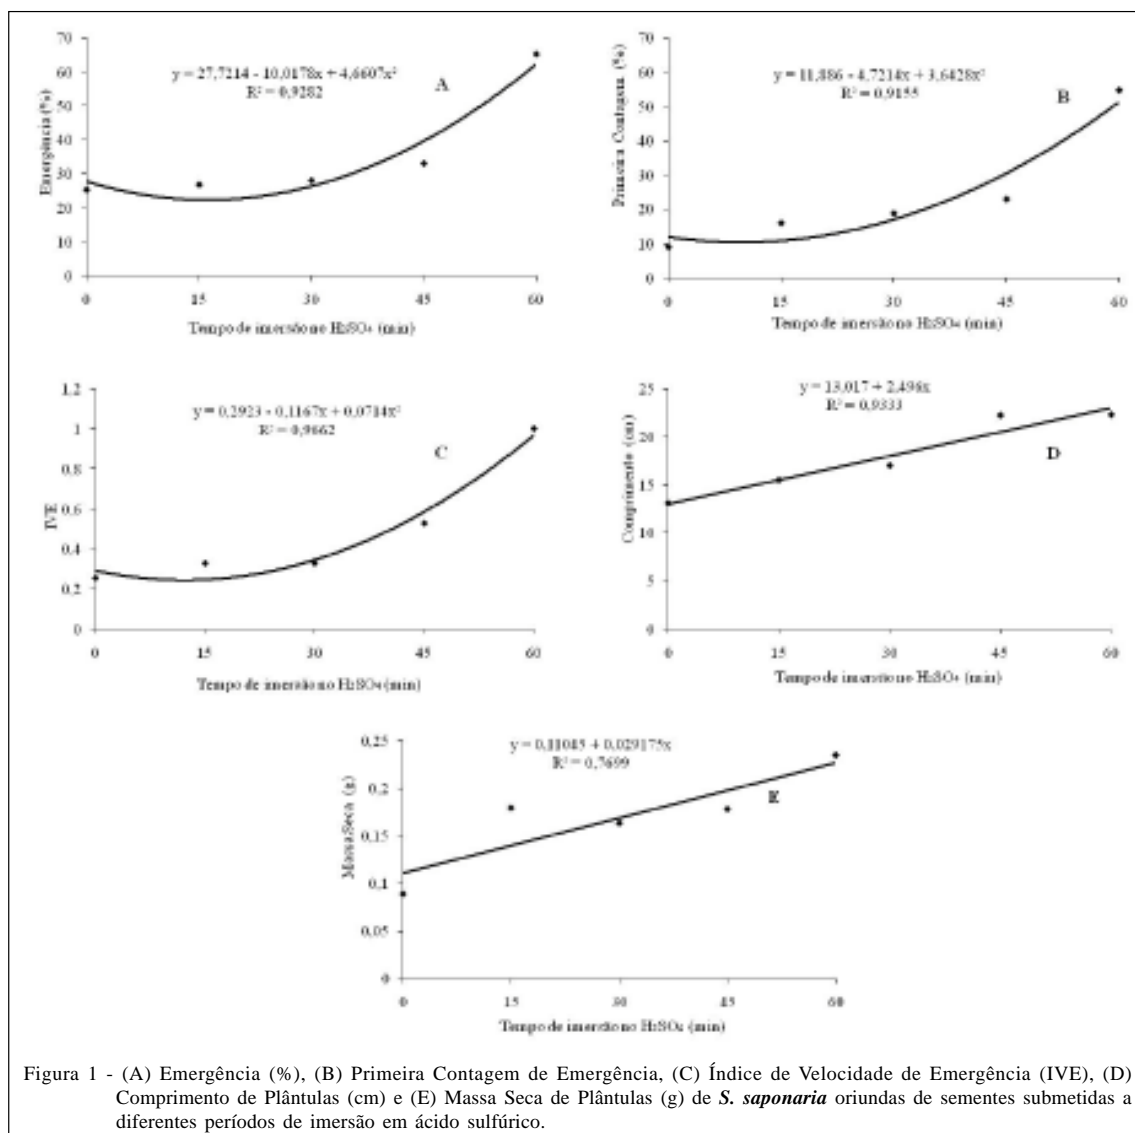 70
60
50
40
30
20
10
0
Emergência (%)
y = 27,7214 - 10,0178x + 4,6607x²
R² = 0,9282
A
0 15 30 45 60
Tempo de imersão no H₂SO₄ (min)
70
60
50
40
30
20
10
0
Primeira Contagem (%)
y = 11,886 - 4,7214x + 3,6428x²
R² = 0,9155
B
0 15 30 45 60
Tempo de imersão no H₂SO₄ (min)
1,2
1
0,8
0,6
0,4
0,2
0
IVE
y = 0,2923 - 0,1167x + 0,0714x²
R² = 0,9662
C
0 15 30 45 60
Tempo de imersão no H₂SO₄ (min)
25
20
15
10
5
0
Comprimento (cm)
y = 13,017 + 2,496x
R² = 0,9333
D
0 15 30 45 60
Tempo de imersão no H₂SO₄ (min)
0,25
0,2
0,15
0,1
0,05
0
Massa Seca (g)
y = 0,11045 + 0,029175x
R² = 0,7699
E
0 15 30 45 60
Tempo de imersão no H₂SO₄ (min)
Figura 1 - (A) Emergência (%), (B) Primeira Contagem de Emergência, (C) Índice de Velocidade de Emergência (IVE), (D)
Comprimento de Plântulas (cm) e (E) Massa Seca de Plântulas (g) de S. saponaria oriundas de sementes submetidas a
diferentes períodos de imersão em ácido sulfúrico.